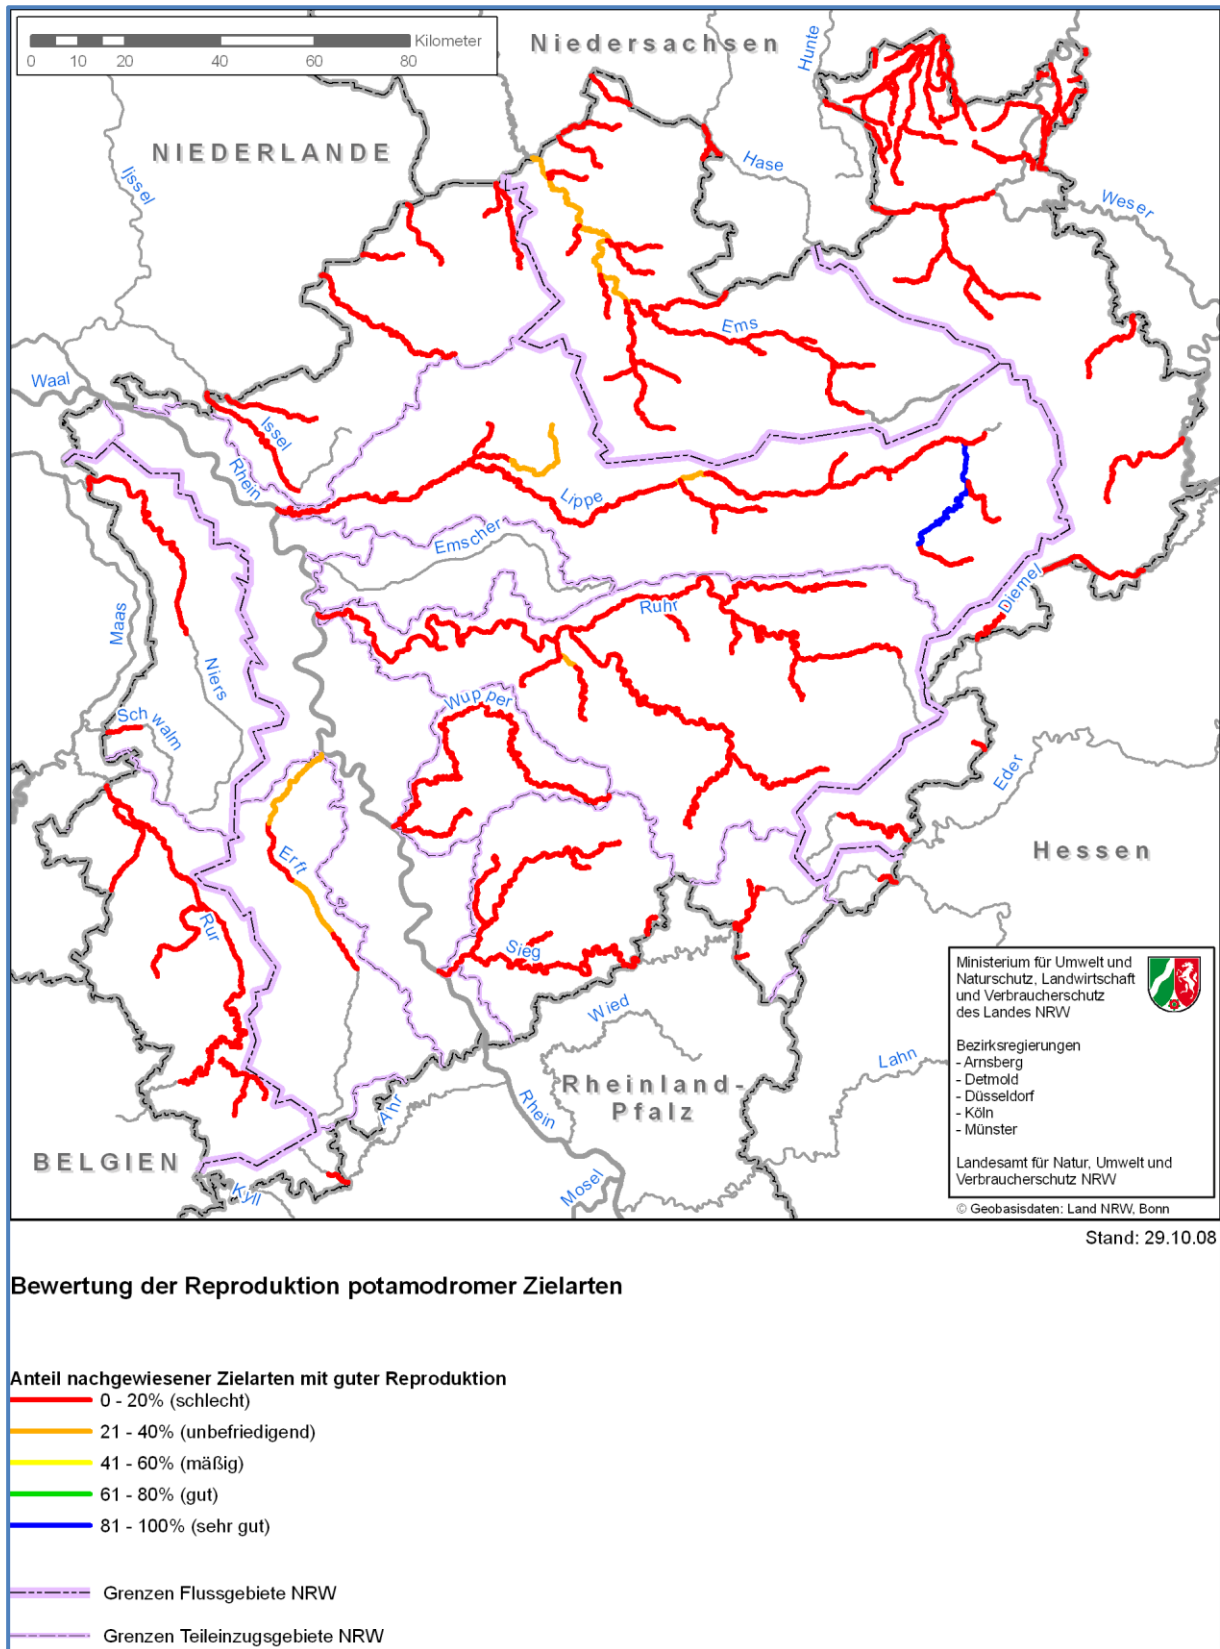 Kilometer
0 10 20 40 60 80
Niedersachsen
Hunte
NIEDERLANDE
Ijssel
Hase
Weser
Ems
Waal
Issel
Rhein
Lippe
Emscher
Maas
Ruhr
Diemel
Niers
Schwalm
Wupper
Eder
Erft
Hessen
Rur
Sieg
Wied
Lahn
Rheinland-
Pfalz
Rhein
Ahr
BELGIEN
Kyll
Mosel
Ministerium für Umwelt und
Naturschutz, Landwirtschaft
und Verbraucherschutz
des Landes NRW
Bezirksregierungen
- Arnsberg
- Detmold
- Düsseldorf
- Köln
- Münster
Landesamt für Natur, Umwelt und
Verbraucherschutz NRW
© Geobasisdaten: Land NRW, Bonn
Stand: 29.10.08
Bewertung der Reproduktion potamodromer Zielarten
Anteil nachgewiesener Zielarten mit guter Reproduktion
0 - 20% (schlecht)
21 - 40% (unbefriedigend)
41 - 60% (mäßig)
61 - 80% (gut)
81 - 100% (sehr gut)
Grenzen Flussgebiete NRW
Grenzen Teileinzugsgebiete NRW